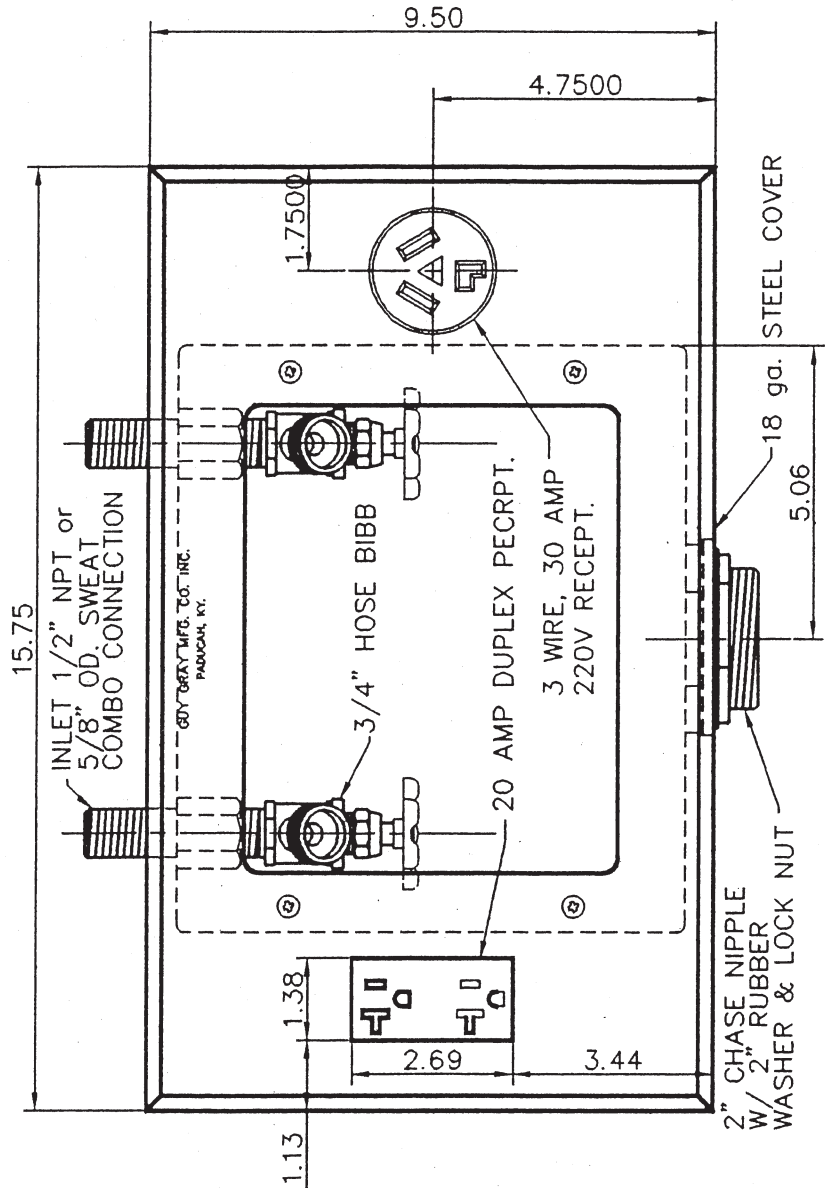 9.50
4.7500
15.75
1.7500
INLET 1/2" NPT or
5/8" OD. SWEAT
COMBO CONNECTION
GUY GRAY MFG. CO. INC.
PADUCAH, KY.
3/4" HOSE BIBB
20 AMP DUPLEX PECRPT.
3 WIRE, 30 AMP
220V RECEPT.
18 ga. STEEL COVER
5.06
1.38
2.69
3.44
1.13
2" CHASE NIPPLE
W/ 2" RUBBER
WASHER & LOCK NUT